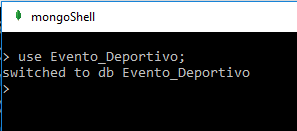 mongoShell
> use Evento_Deportivo;
switched to db Evento_Deportivo
>